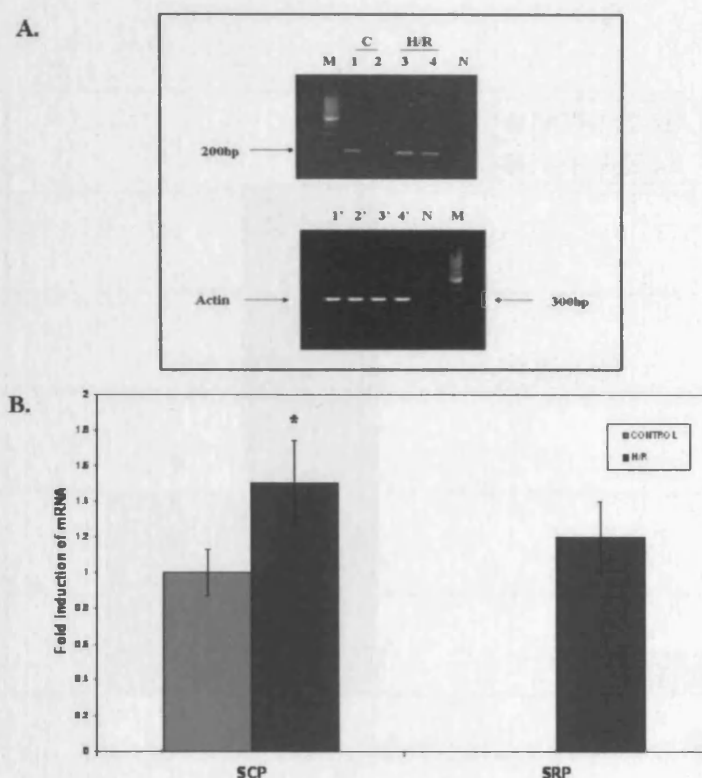 A.
C H/R
M 1 2 3 4 N
200bp
1' 2' 3' 4' N M
Actin 300bp
B.
2
1.8
1.6
1.4
1.2
1
0.8
0.6
0.4
0.2
0
Fold induction of mRNA
*
CONTROL
H/R
SCP SRP